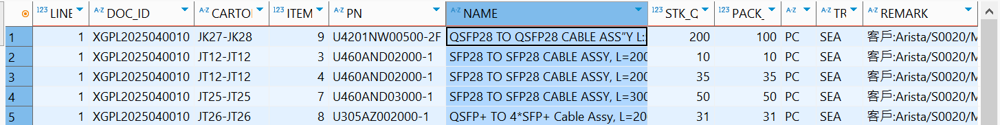 123 LINE A-Z DOC_ID A-Z CARTO 123 ITEM A-Z PN A-Z NAME 123 STK_Q 123 PACK_ A-Z A-Z TR A-Z REMARK
1 1 XGPL2025040010 JK27-JK28 9 U4201NW00500-2F QSFP28 TO QSFP28 CABLE ASS"Y L: 200 100 PC SEA 客戶:Arista/S0020/M
2 1 XGPL2025040010 JT12-JT12 3 U460AND02000-1 SFP28 TO SFP28 CABLE ASSY, L=200 10 10 PC SEA 客戶:Arista/S0020/M
3 1 XGPL2025040010 JT12-JT12 4 U460AND02000-1 SFP28 TO SFP28 CABLE ASSY, L=200 35 35 PC SEA 客戶:Arista/S0020/M
4 1 XGPL2025040010 JT25-JT25 7 U460AND03000-1 SFP28 TO SFP28 CABLE ASSY, L=300 50 50 PC SEA 客戶:Arista/S0020/M
5 1 XGPL2025040010 JT26-JT26 8 U305AZ002000-1 QSFP+ TO 4*SFP+ Cable Assy, L=20 31 31 PC SEA 客戶:Arista/S0020/M